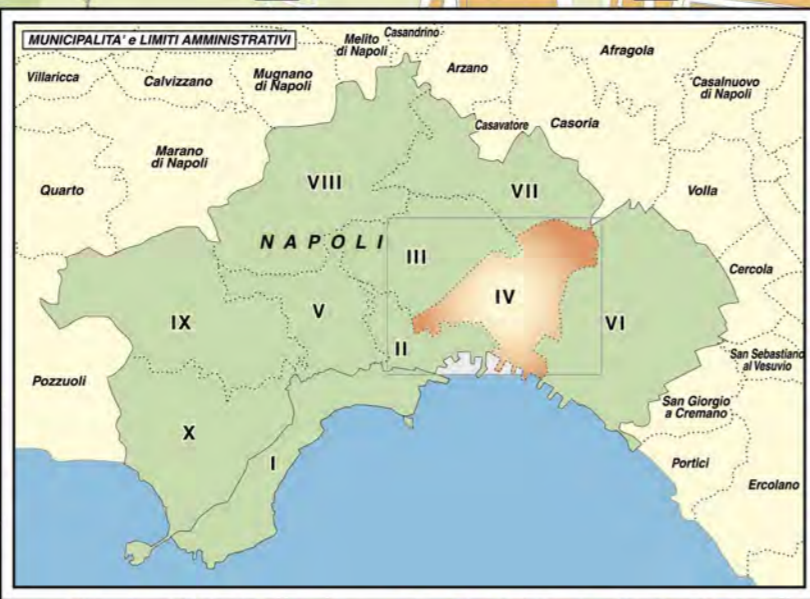 MUNICIPALITA' e LIMITI AMMINISTRATIVI
Melito
di Napoli
Casandrino
Villaricca
Calvizzano
Mugnano
di Napoli
Arzano
Afragola
Casalnuovo
di Napoli
Casavatore
Casoria
Marano
di Napoli
Quarto
VIII
VII
Volla
NAPOLI
III
Cercola
IV
IX
V
VI
II
San Sebastiano
al Vesuvio
Pozzuoli
San Giorgio
a Cremano
X
I
Portici
Ercolano